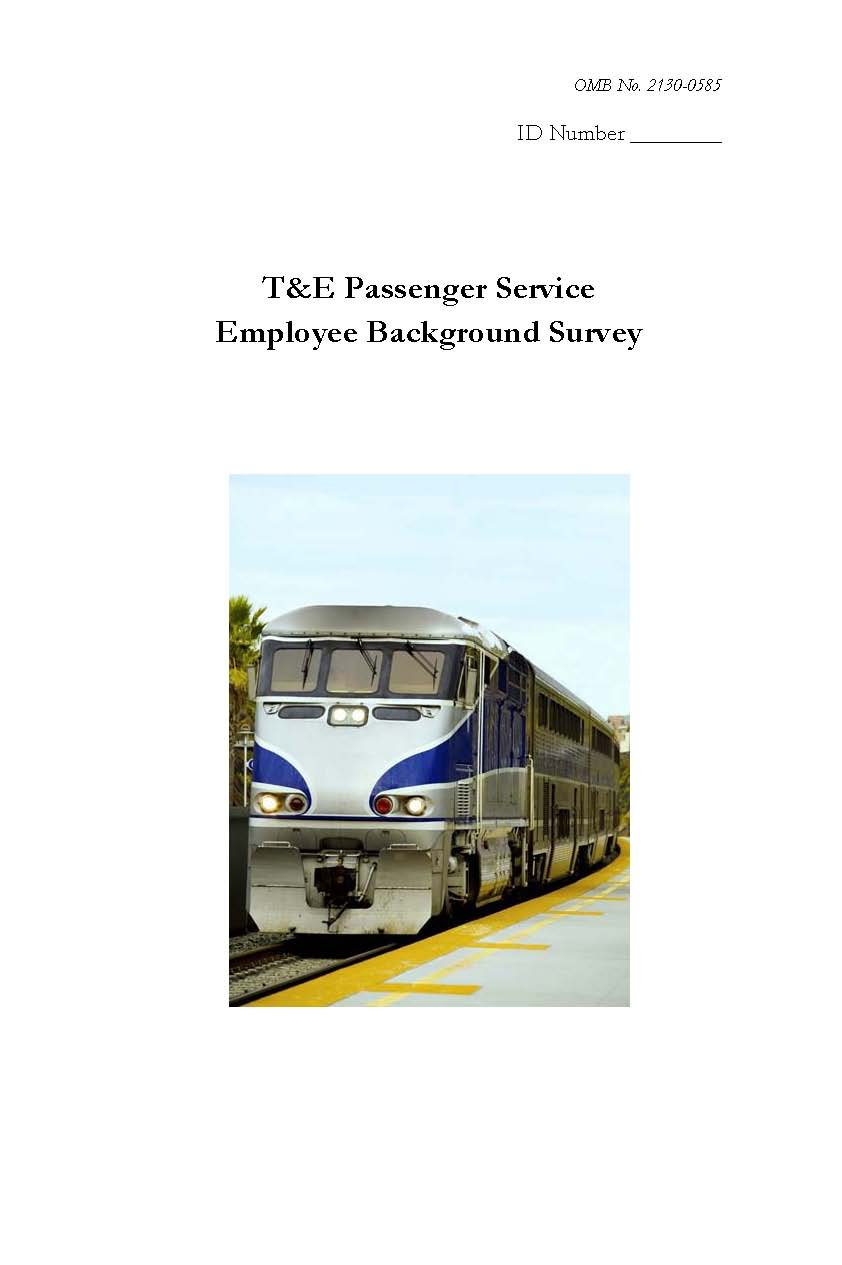 OMB No. 2130-0585
ID Number ________
T&E Passenger Service
Employee Background Survey